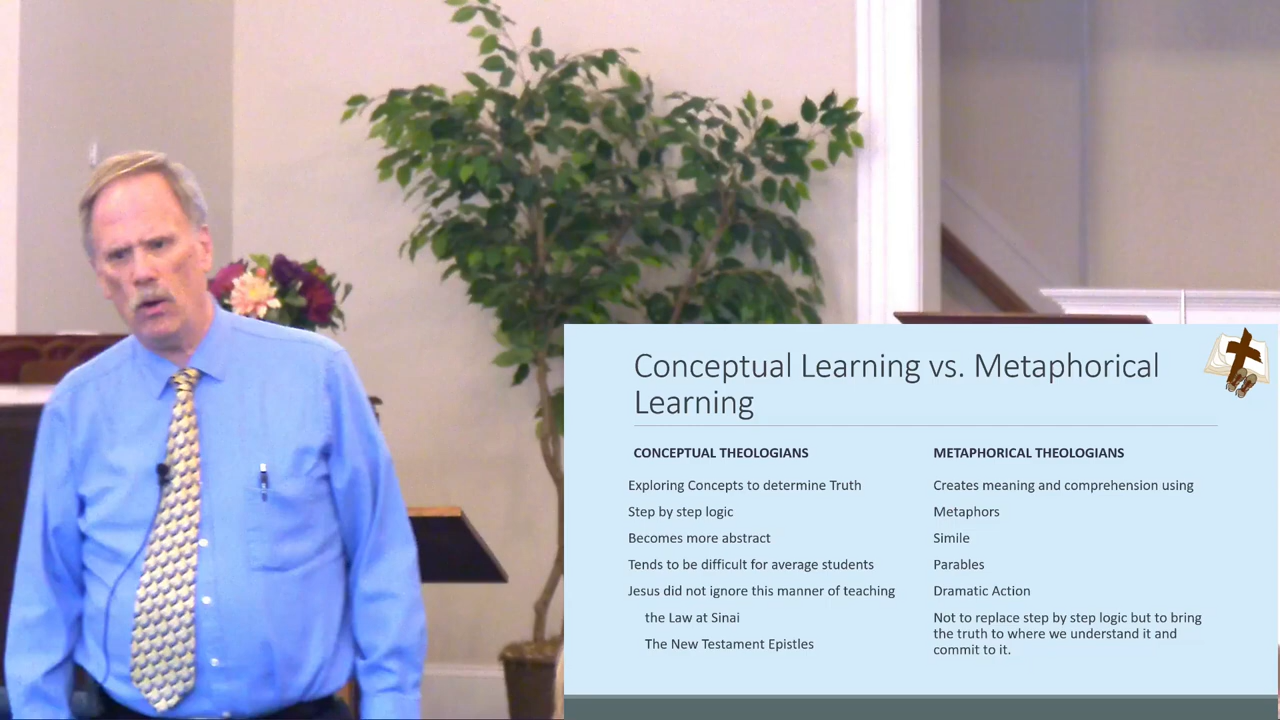 Conceptual Learning vs. Metaphorical
Learning
CONCEPTUAL THEOLOGIANS
Exploring Concepts to determine Truth
Step by step logic
Becomes more abstract
Tends to be difficult for average students
Jesus did not ignore this manner of teaching
the Law at Sinai
The New Testament Epistles
METAPHORICAL THEOLOGIANS
Creates meaning and comprehension using
Metaphors
Simile
Parables
Dramatic Action
Not to replace step by step logic but to bring
the truth to where we understand it and
commit to it.